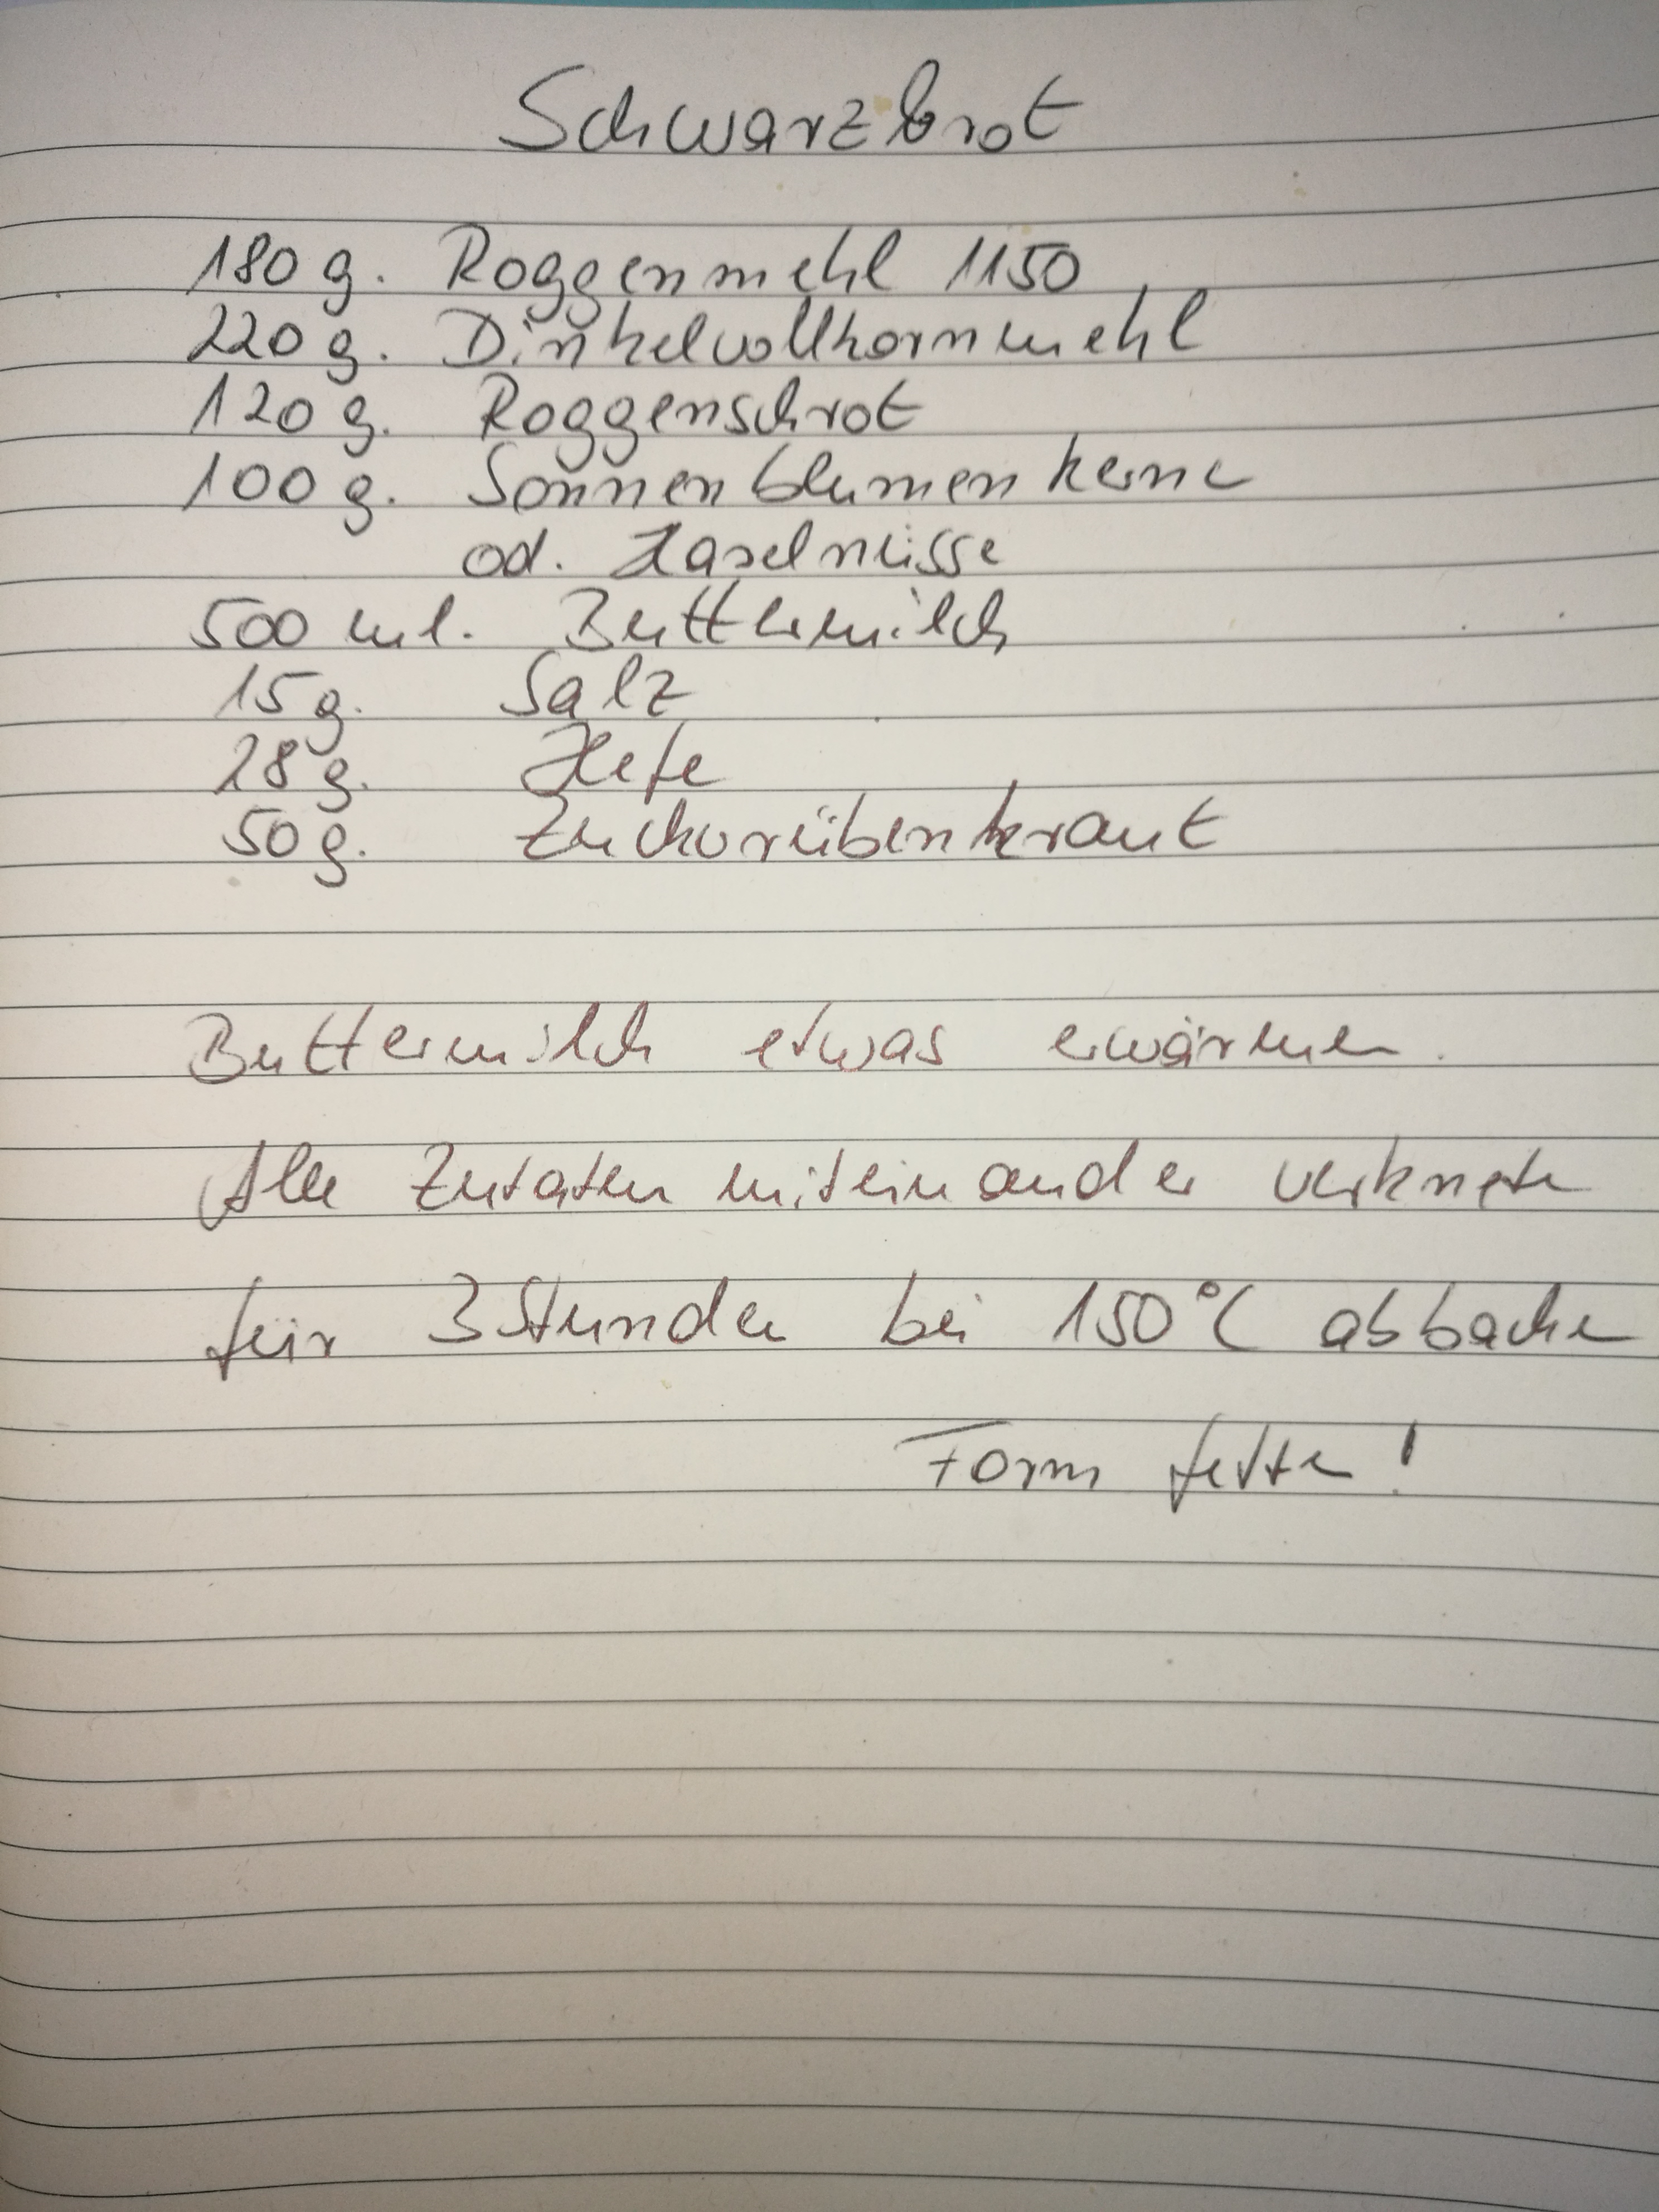 Schwarzbrot
180 g. Roggenmehl 1150
220 g. Dinkelvollkornmehl
120 g. Roggenschrot
100 g. Sonnenblumenkerne
od. Haselnüsse
500 ml. Buttermilch
15 g. Salz
28 g. Hefe
50 g. Zuckerrübenkraut
Buttermilch etwas erwärmen.
Alle Zutaten miteinander verkneten
für 3 Stunden bei 150°C abbacken
Form fetten!